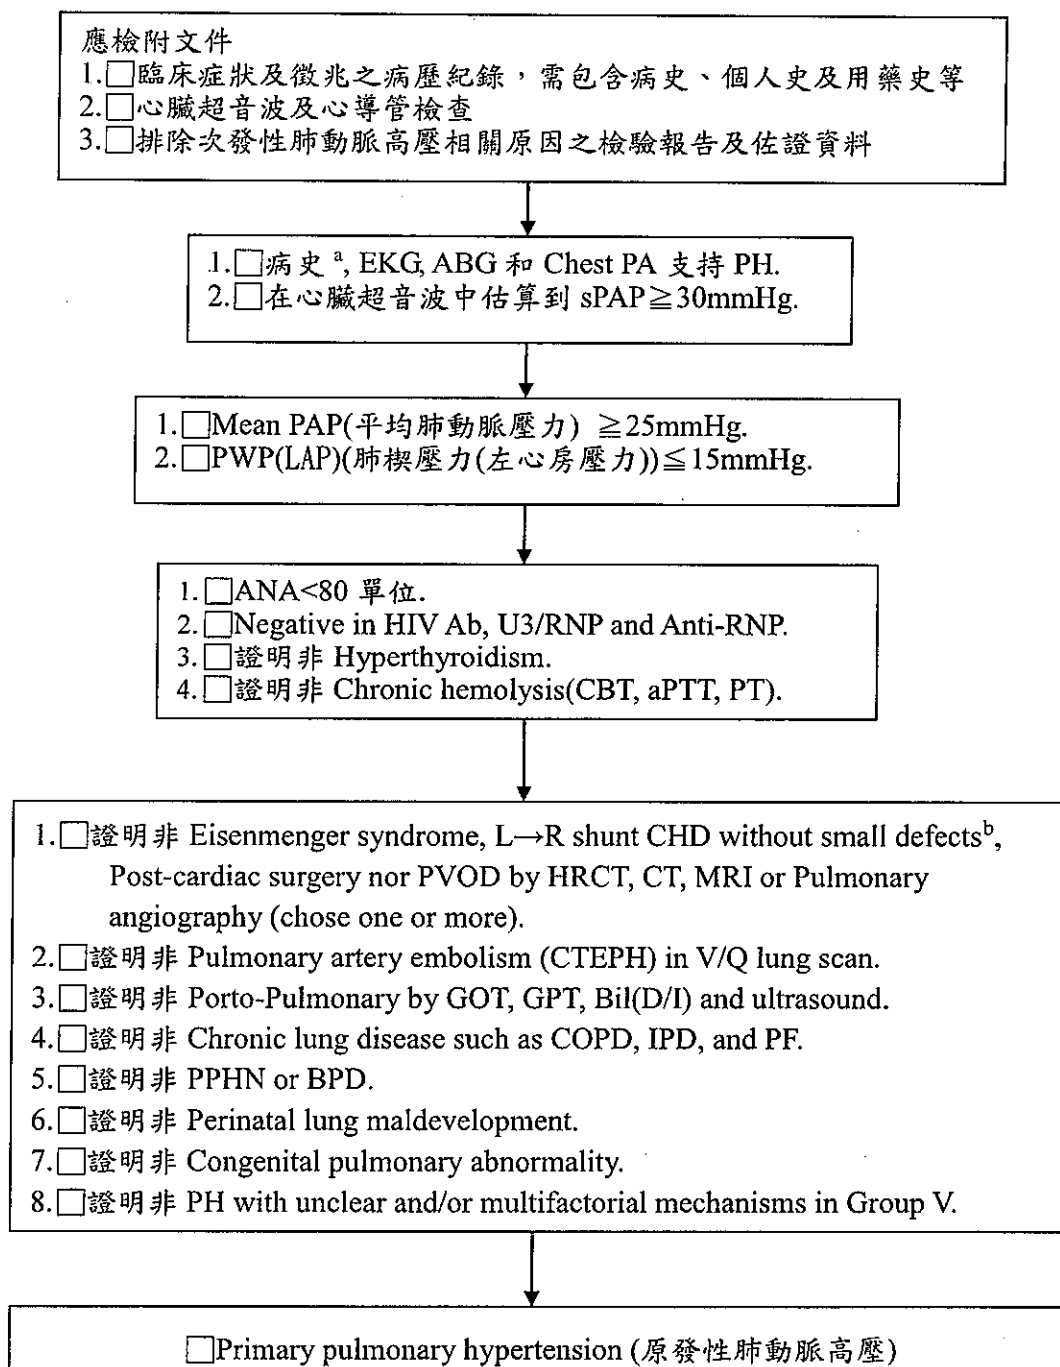 應檢附文件
1.□臨床症狀及徵兆之病歷紀錄，需包含病史、個人史及用藥史等
2.□心臟超音波及心導管檢查
3.□排除次發性肺動脈高壓相關原因之檢驗報告及佐證資料
1.□病史 a, EKG, ABG 和 Chest PA 支持 PH.
2.□在心臟超音波中估算到 sPAP≧30mmHg.
1.□Mean PAP(平均肺動脈壓力) ≧25mmHg.
2.□PWP(LAP)(肺楔壓力(左心房壓力))≦15mmHg.
1.□ANA<80 單位.
2.□Negative in HIV Ab, U3/RNP and Anti-RNP.
3.□證明非 Hyperthyroidism.
4.□證明非 Chronic hemolysis(CBT, aPTT, PT).
1.□證明非 Eisenmenger syndrome, L→R shunt CHD without small defects b,
Post-cardiac surgery nor PVOD by HRCT, CT, MRI or Pulmonary
angiography (chose one or more).
2.□證明非 Pulmonary artery embolism (CTEPH) in V/Q lung scan.
3.□證明非 Porto-Pulmonary by GOT, GPT, Bil(D/I) and ultrasound.
4.□證明非 Chronic lung disease such as COPD, IPD, and PF.
5.□證明非 PPHN or BPD.
6.□證明非 Perinatal lung maldevelopment.
7.□證明非 Congenital pulmonary abnormality.
8.□證明非 PH with unclear and/or multifactorial mechanisms in Group V.
□Primary pulmonary hypertension (原發性肺動脈高壓)